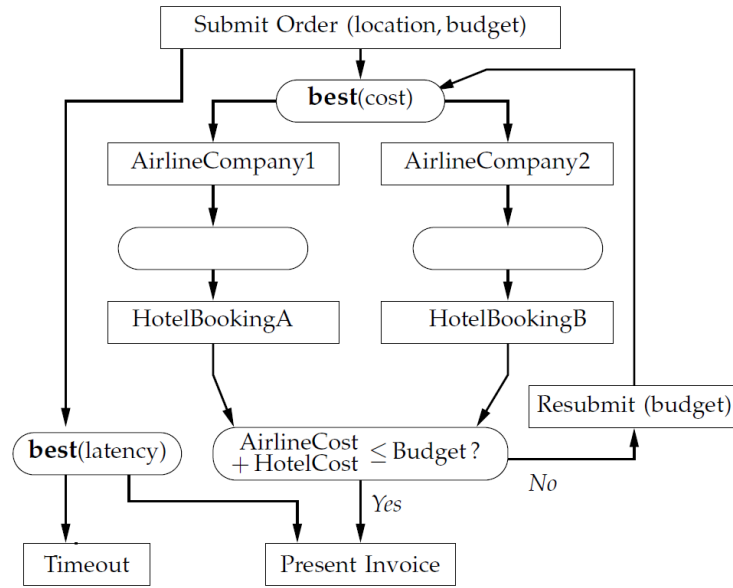 Submit Order (location, budget)
best(cost)
AirlineCompany1
AirlineCompany2
HotelBookingA
HotelBookingB
Resubmit (budget)
best(latency)
AirlineCost
+ HotelCost ≤ Budget ?
No
Yes
Timeout
Present Invoice